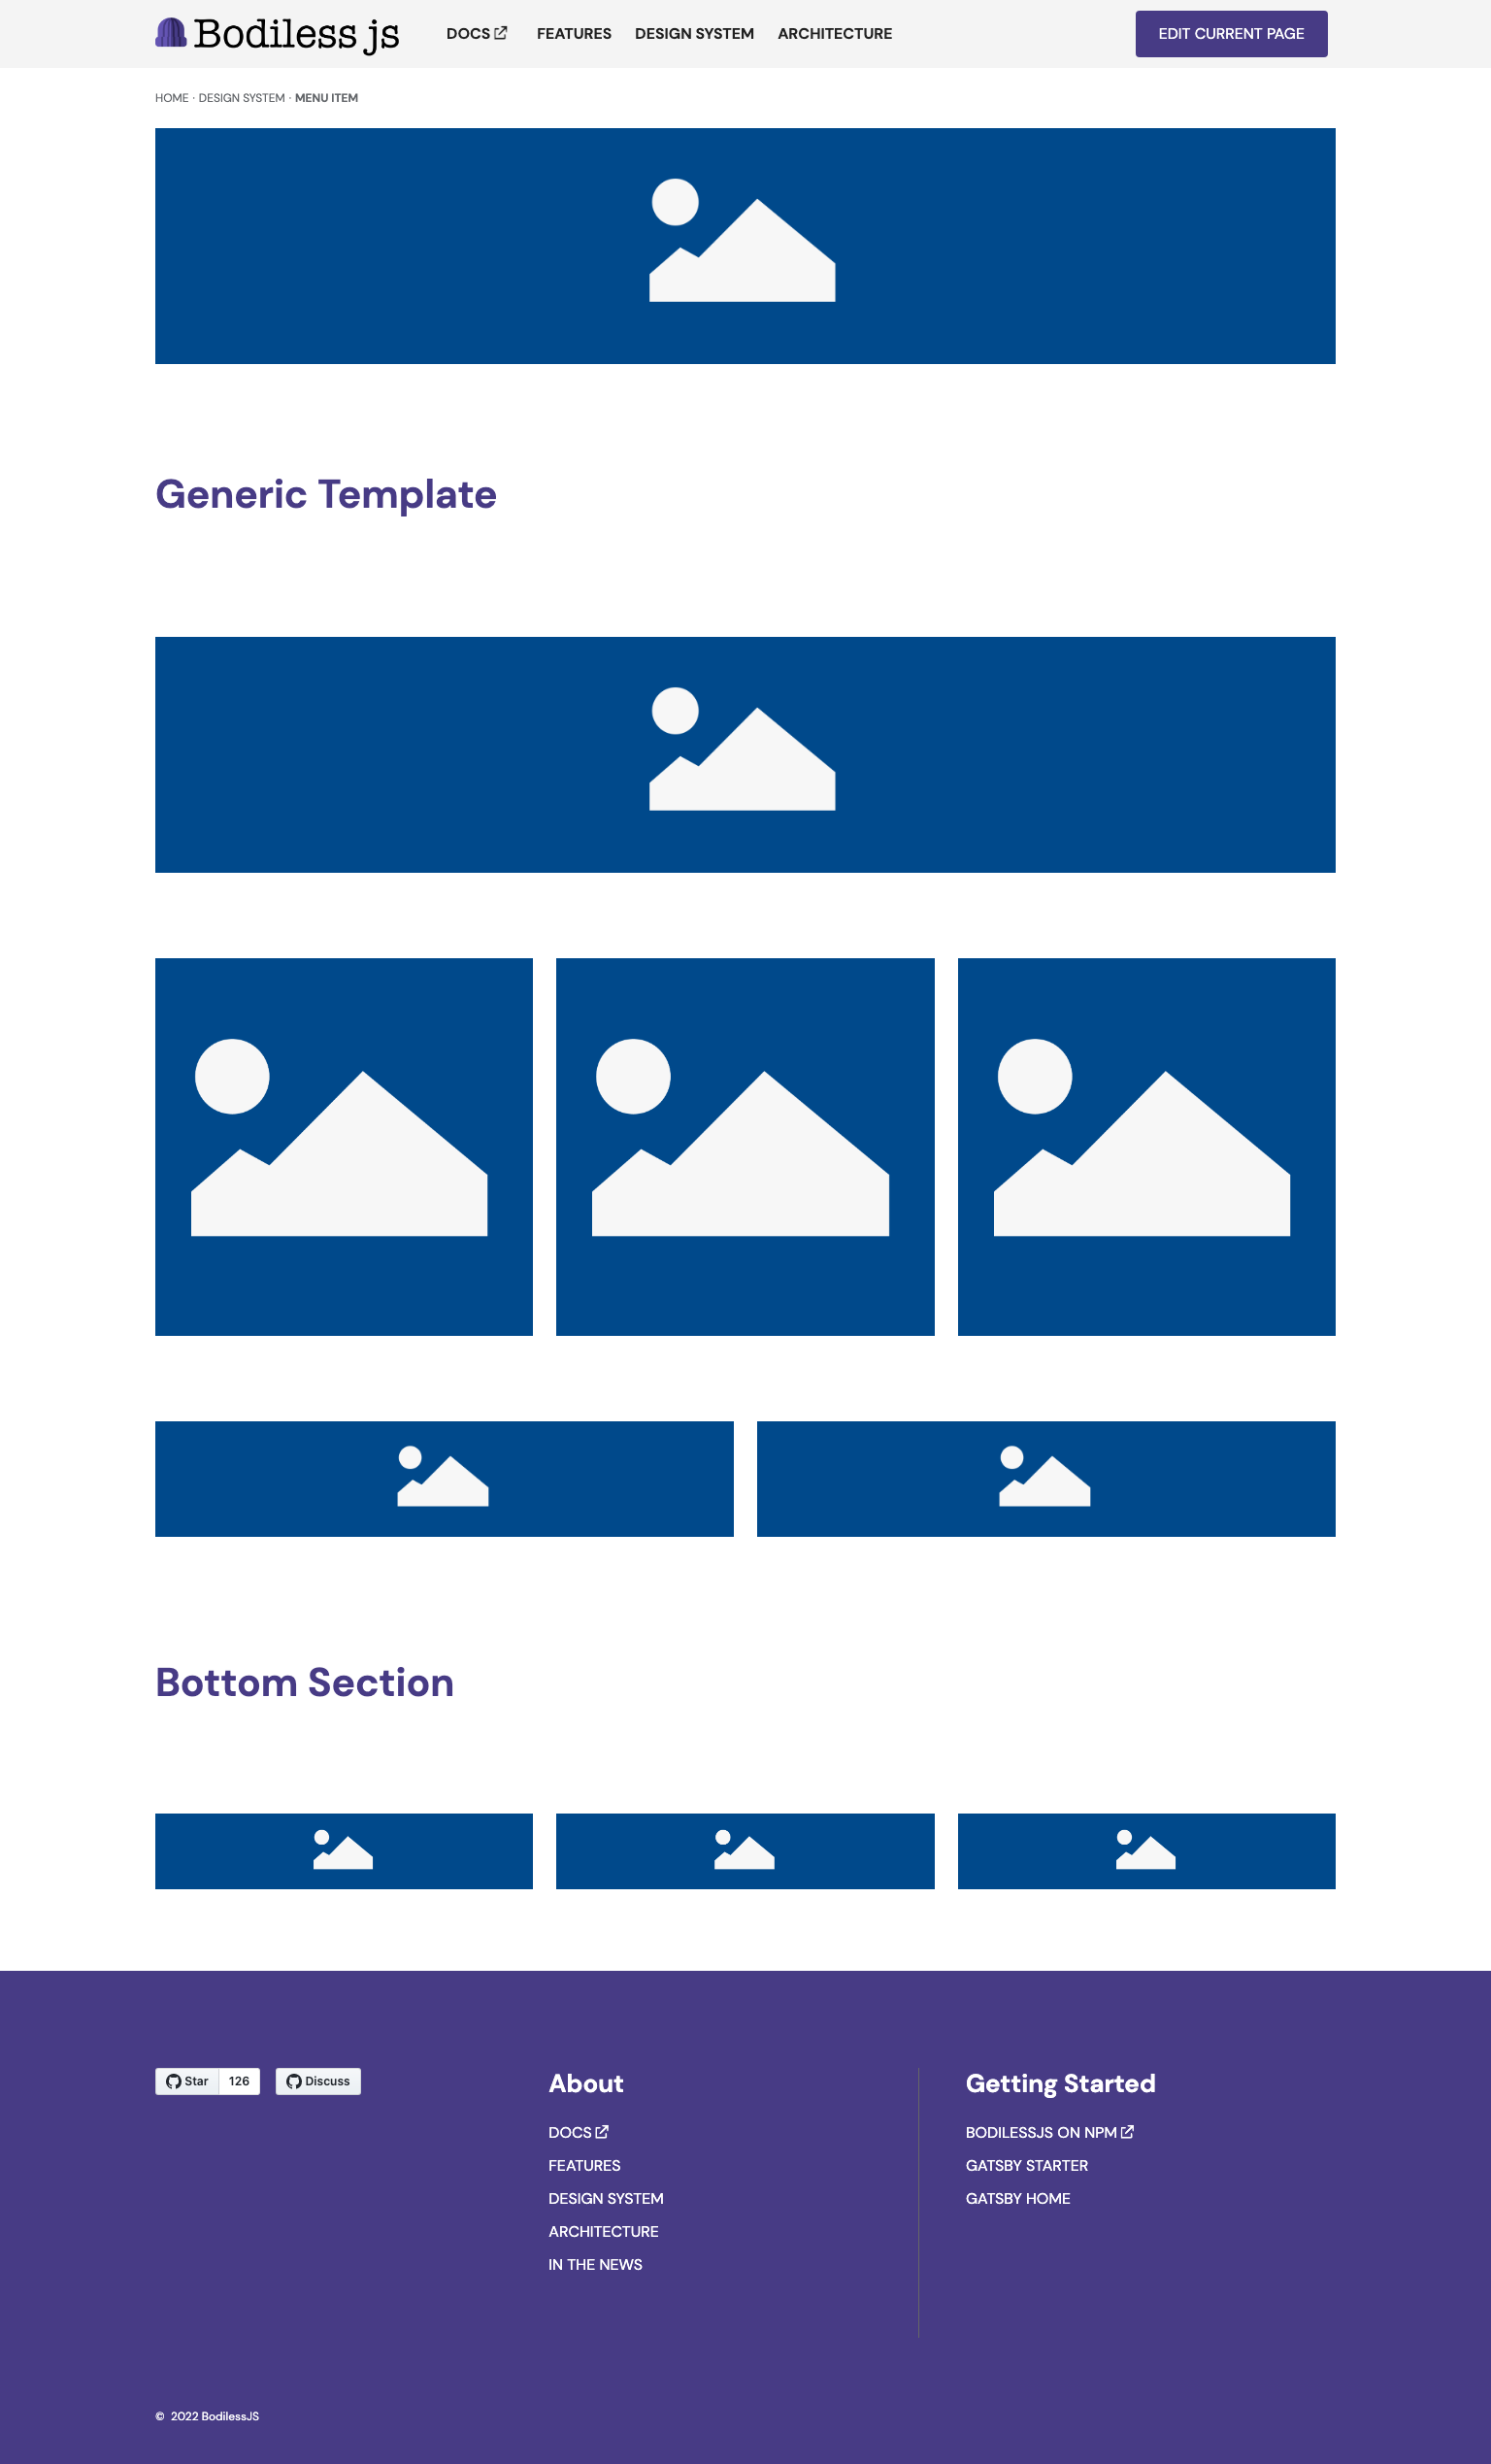 Bodiless js
DOCS FEATURES DESIGN SYSTEM ARCHITECTURE
EDIT CURRENT PAGE
HOME · DESIGN SYSTEM · MENU ITEM
Generic Template
Bottom Section
Star 126 Discuss
About
DOCS
FEATURES
DESIGN SYSTEM
ARCHITECTURE
IN THE NEWS
Getting Started
BODILESSJS ON NPM
GATSBY STARTER
GATSBY HOME
© 2022 BodilessJS